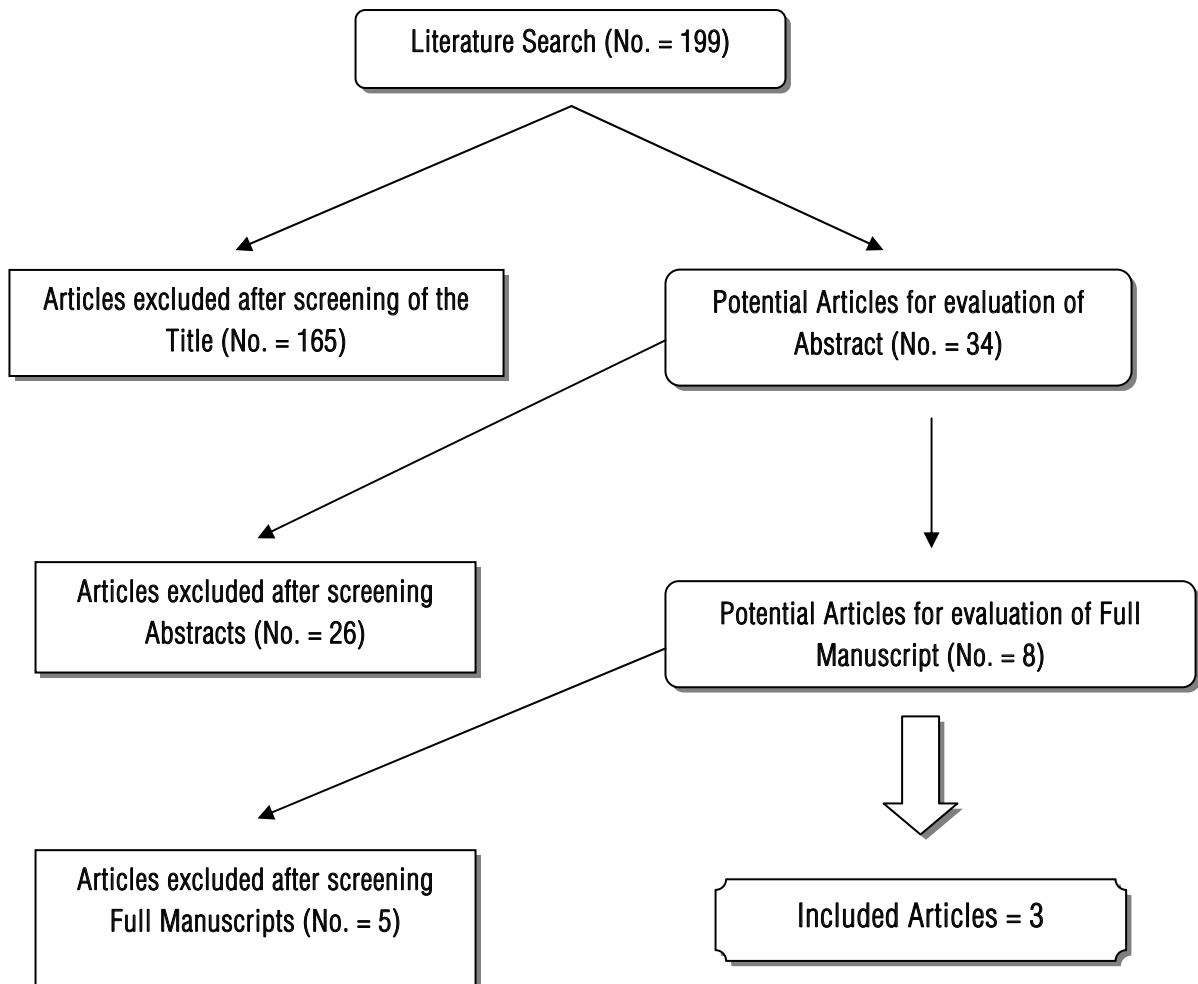 Literature Search (No. = 199)
Articles excluded after screening of the
Title (No. = 165)
Potential Articles for evaluation of
Abstract (No. = 34)
Articles excluded after screening
Abstracts (No. = 26)
Potential Articles for evaluation of Full
Manuscript (No. = 8)
Articles excluded after screening
Full Manuscripts (No. = 5)
Included Articles = 3